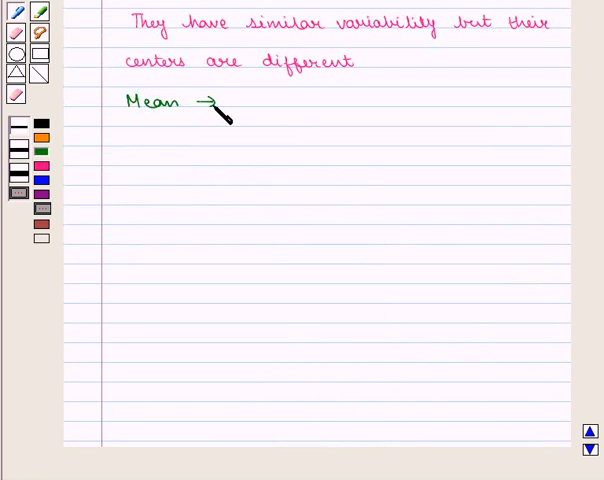 They have similar variability but their
centers are different
Mean →